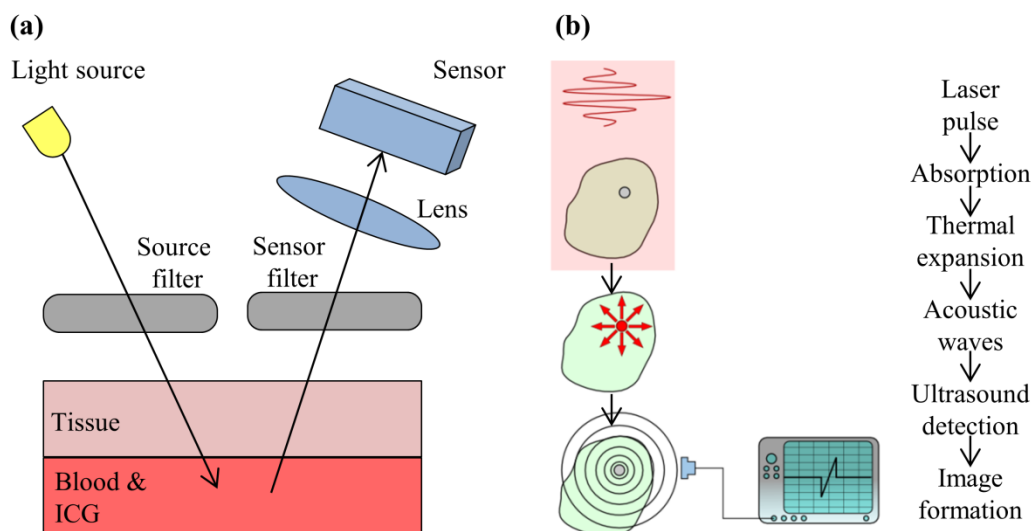 (a)
Light source
Sensor
Lens
Source
filter
Sensor
filter
Tissue
Blood &
ICG
(b)
Laser
pulse
Absorption
Thermal
expansion
Acoustic
waves
Ultrasound
detection
Image
formation